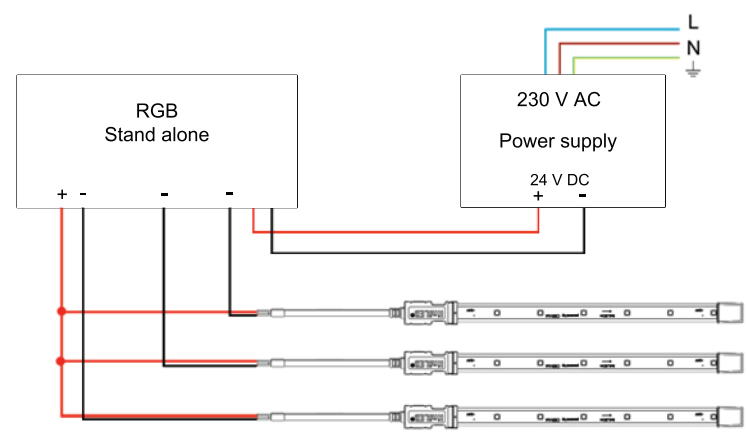 L
N
RGB
Stand alone
230 V AC
Power supply
24 V DC
+ - - -
+ -